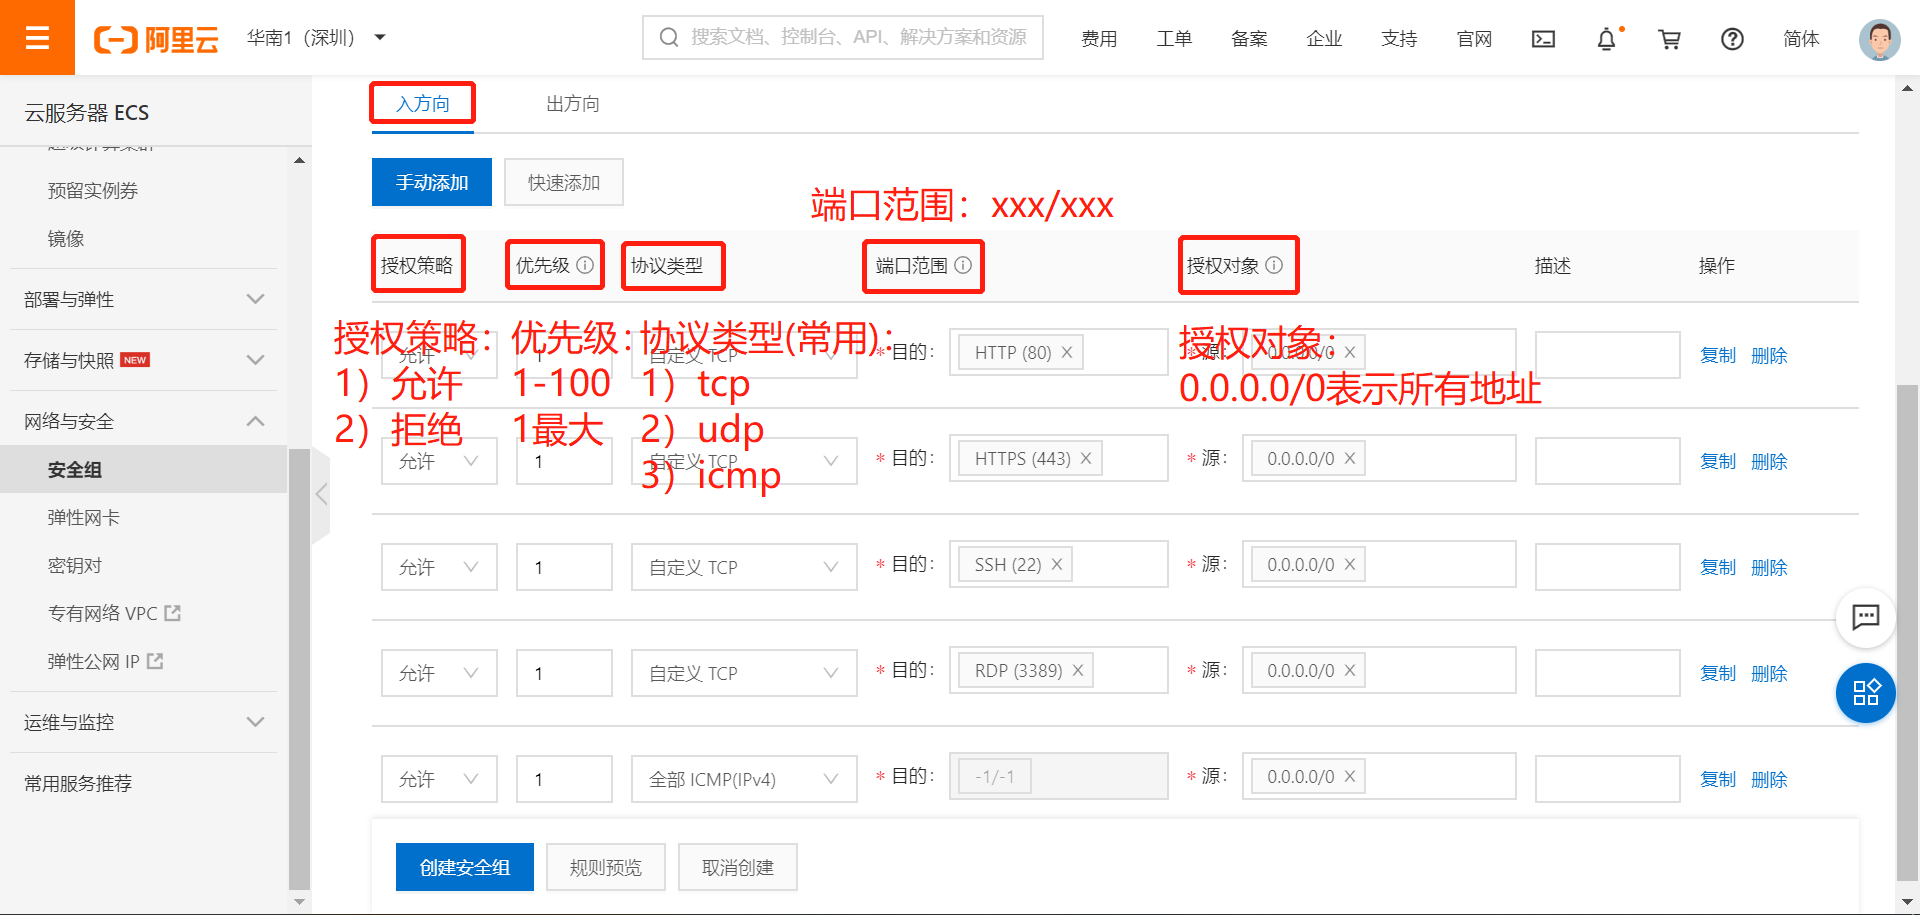 阿里云
华南1（深圳）
搜索文档、控制台、API、解决方案和资源
费用
工单
备案
企业
支持
官网
简体
云服务器 ECS
预留实例券
镜像
部署与弹性
存储与快照 NEW
网络与安全
安全组
弹性网卡
密钥对
专有网络 VPC
弹性公网 IP
运维与监控
常用服务推荐
入方向
出方向
手动添加
快速添加
端口范围：xxx/xxx
授权策略
优先级
协议类型
端口范围
授权对象
描述
操作
授权策略：
1）允许
2）拒绝
优先级：
1-100
1最大
协议类型(常用)：
1）tcp
2）udp
3）icmp
授权对象：
0.0.0.0/0表示所有地址
允许 1 自定义 TCP * 目的： HTTP (80) × * 源： 0.0.0.0/0 × 复制 删除
允许 1 自定义 TCP * 目的： HTTPS (443) × * 源： 0.0.0.0/0 × 复制 删除
允许 1 自定义 TCP * 目的： SSH (22) × * 源： 0.0.0.0/0 × 复制 删除
允许 1 自定义 TCP * 目的： RDP (3389) × * 源： 0.0.0.0/0 × 复制 删除
允许 1 全部 ICMP(IPv4) * 目的： -1/-1 * 源： 0.0.0.0/0 × 复制 删除
创建安全组
规则预览
取消创建